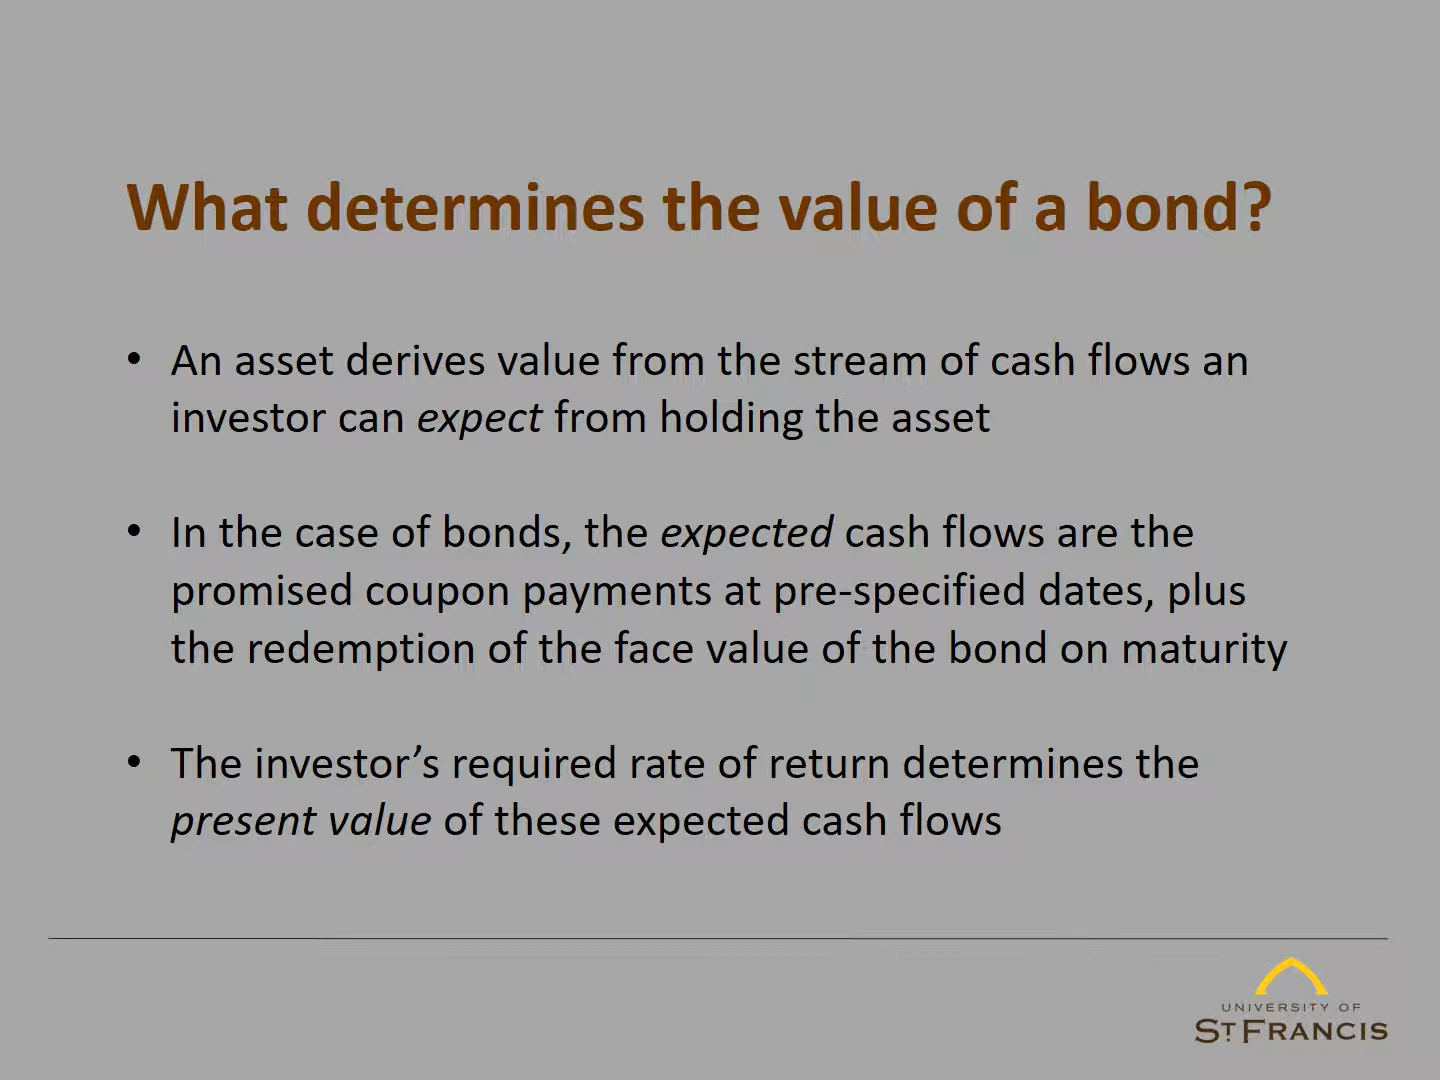 What determines the value of a bond?
• An asset derives value from the stream of cash flows an
investor can expect from holding the asset
• In the case of bonds, the expected cash flows are the
promised coupon payments at pre-specified dates, plus
the redemption of the face value of the bond on maturity
• The investor’s required rate of return determines the
present value of these expected cash flows
UNIVERSITY OF
ST. FRANCIS